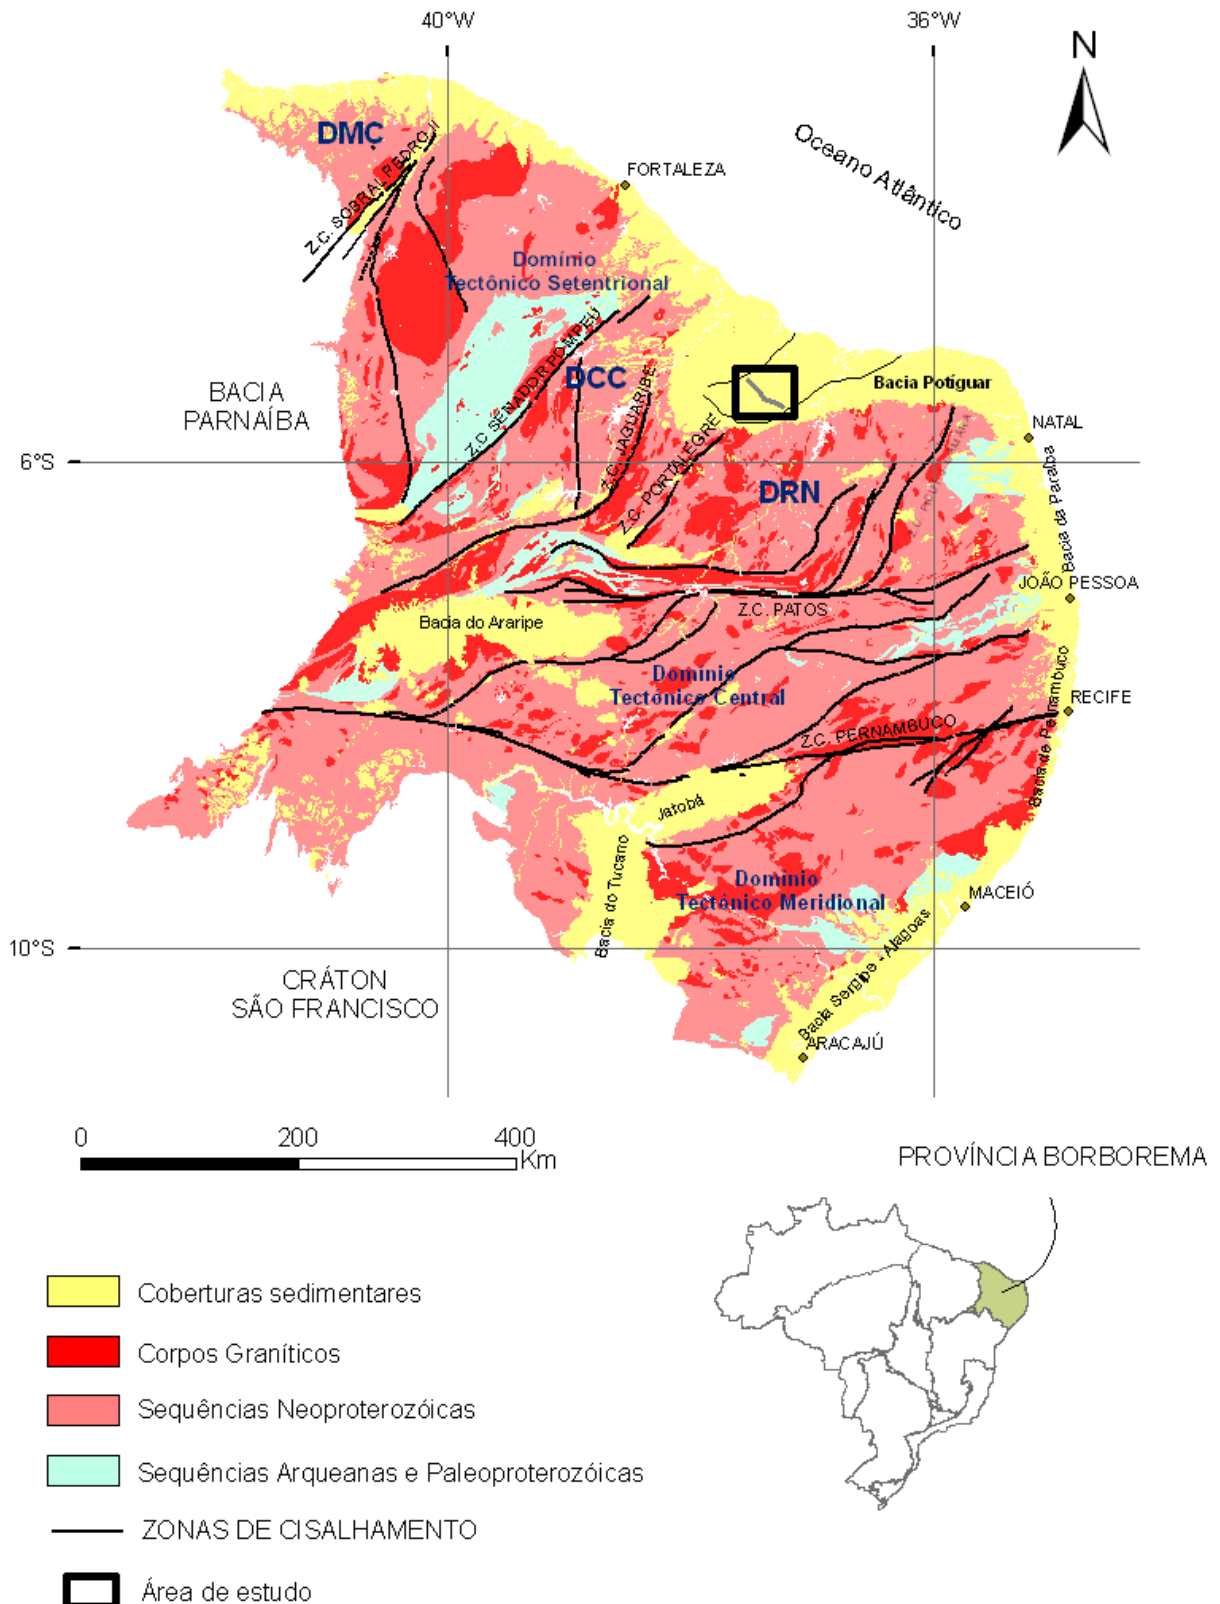 40°W
36°W
N
DMC
Z.C. SOBRAL PEDRO II
FORTALEZA
Oceano Atlântico
Domínio
Tectônico Setentrional
Z.C. SENADOR POMPEU
DCC
Z.C. JAGUARIBE
Z.C. PORTALEGRE
BACIA
PARNAÍBA
Bacia Potiguar
NATAL
6°S
DRN
Bacia da Paraíba
JOÃO PESSOA
Z.C. PATOS
Bacia do Araripe
Domínio
Tectônico Central
Bacia de Pernambuco
RECIFE
Z.C. PERNAMBUCO
Jatobá
Bacia do Tucano
Domínio
Tectônico Meridional
MACEIÓ
10°S
Bacia Sergipe - Alagoas
CRÁTON
SÃO FRANCISCO
ARACAJÚ
0
200
400
Km
PROVÍNCIA BORBOREMA
Coberturas sedimentares
Corpos Graníticos
Sequências Neoproterozóicas
Sequências Arqueanas e Paleoproterozóicas
ZONAS DE CISALHAMENTO
Área de estudo